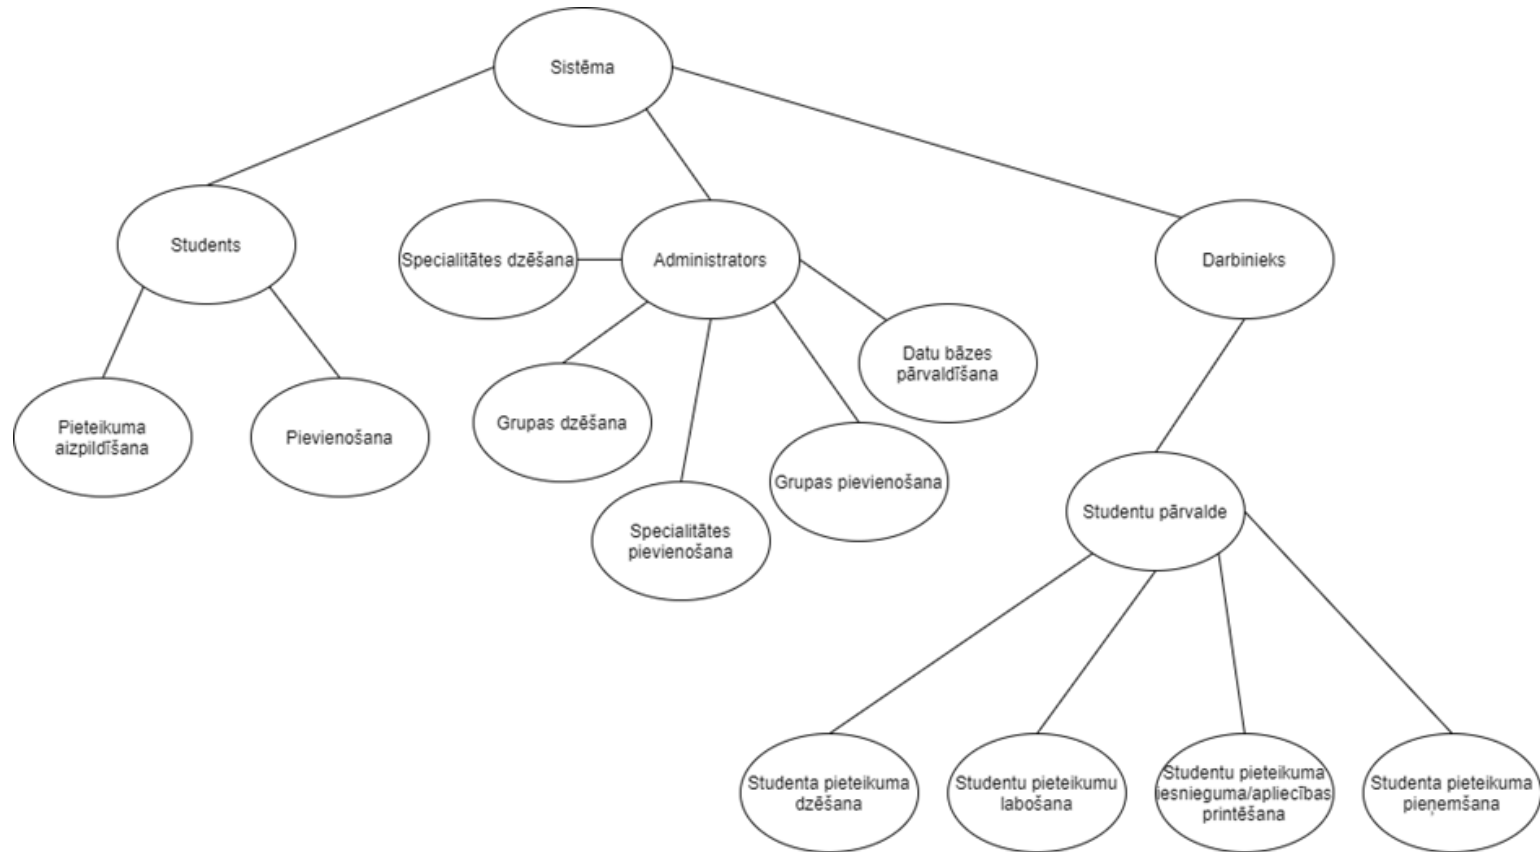 Sistēma
Students
Specialitātes dzēšana
Administrators
Darbinieks
Datu bāzes
pārvaldīšana
Pieteikuma
aizpildīšana
Pievienošana
Grupas dzēšana
Grupas pievienošana
Specialitātes
pievienošana
Studentu pārvalde
Studenta pieteikuma
dzēšana
Studentu pieteikumu
labošana
Studentu pieteikuma
iesnieguma/apliecības
printēšana
Studenta pieteikuma
pieņemšana